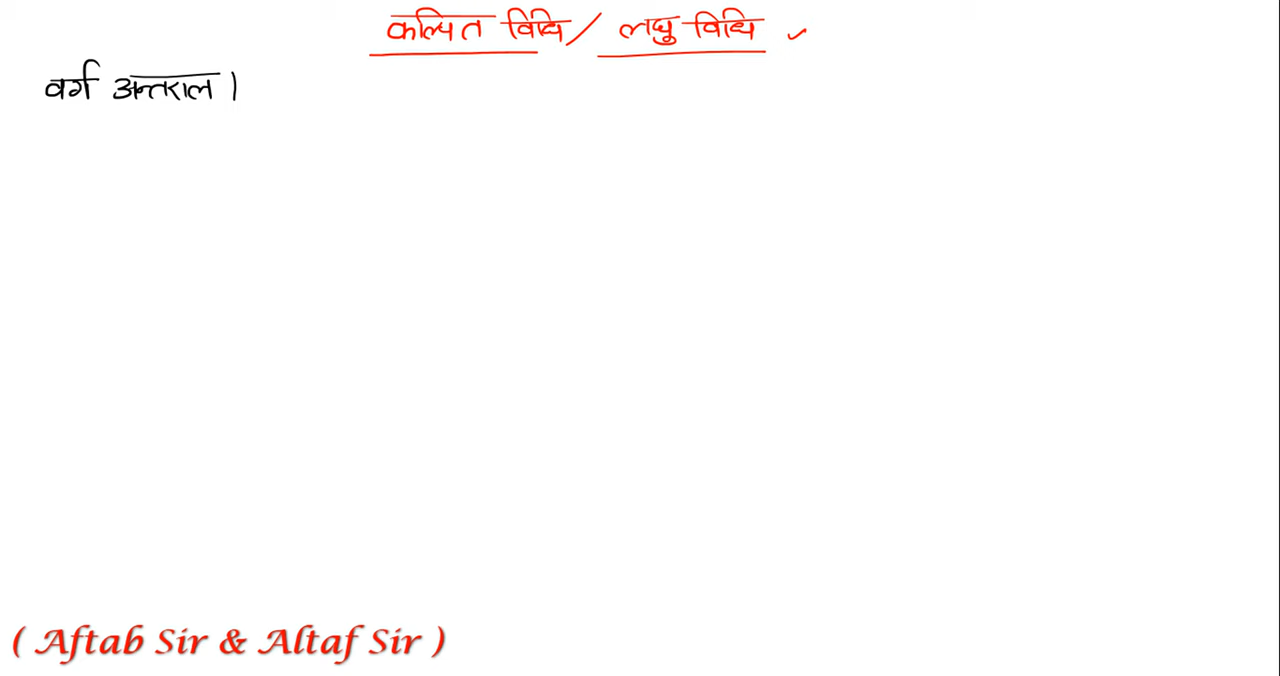 कल्पित विधि / लघु विधि
वर्ग अन्तराल ।
( Aftab Sir & Altaf Sir )